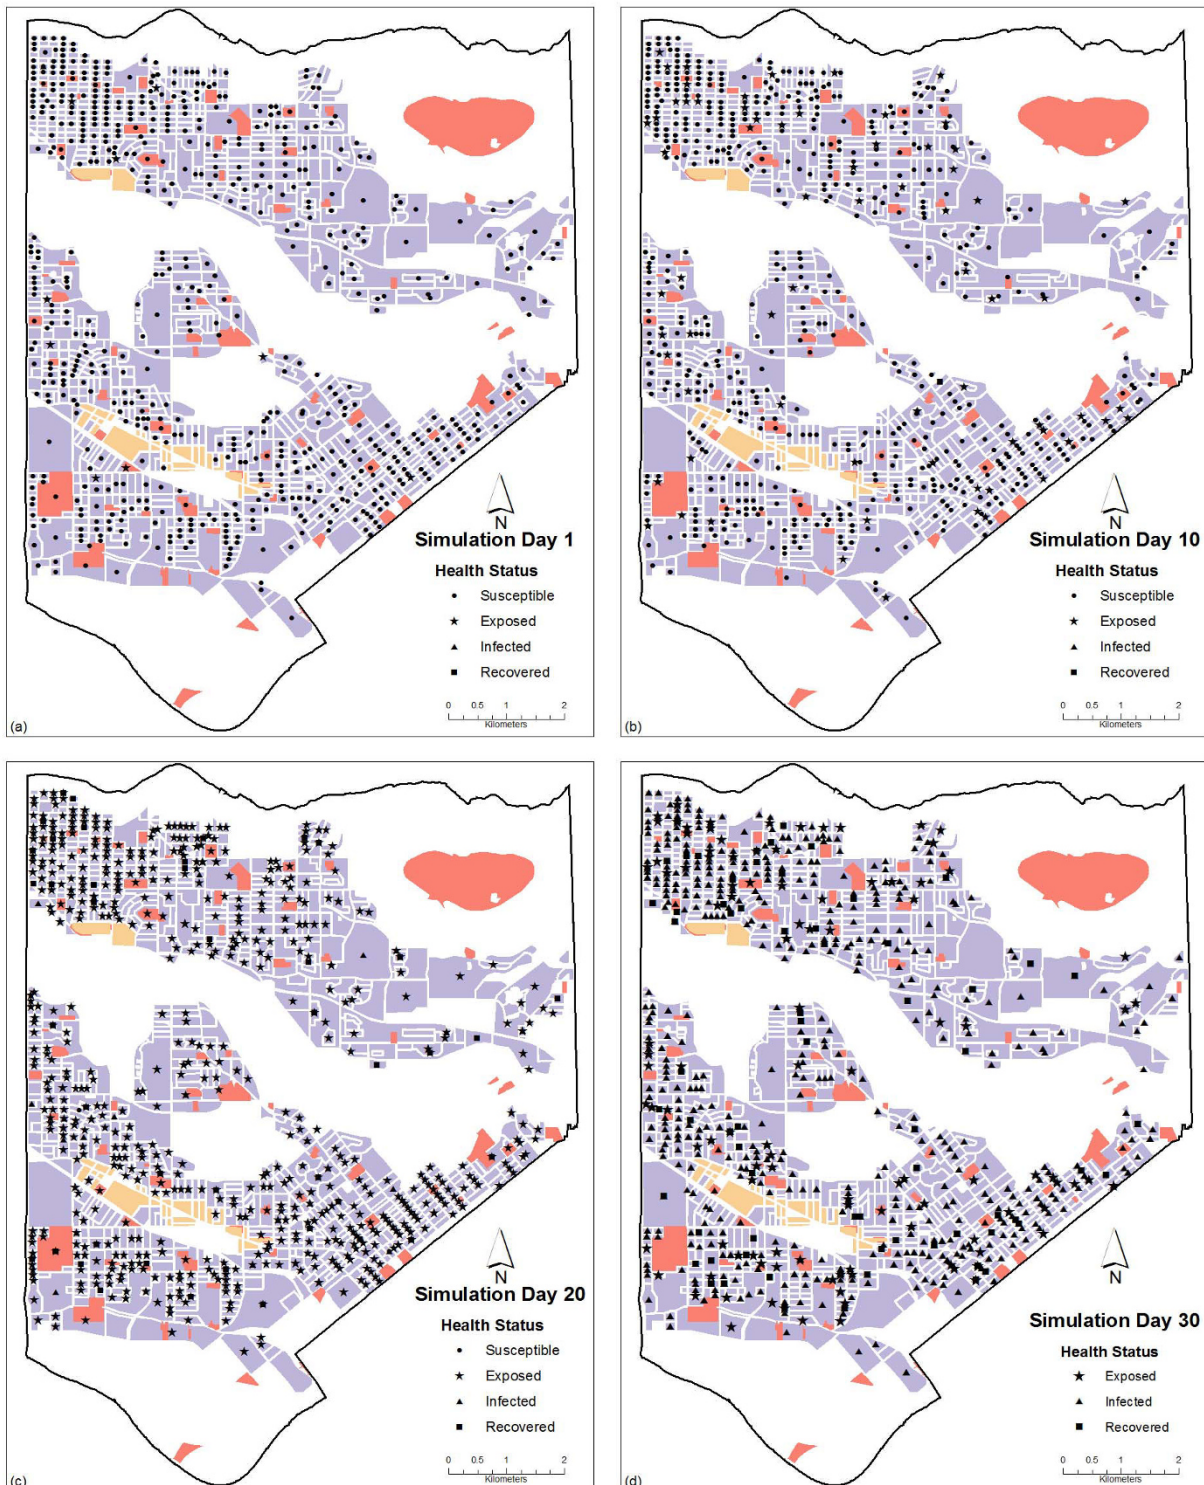 N
Simulation Day 1
Health Status
Susceptible
Exposed
Infected
Recovered
0 0.5 1 2
Kilometers
(a)
N
Simulation Day 10
Health Status
Susceptible
Exposed
Infected
Recovered
0 0.5 1 2
Kilometers
(b)
N
Simulation Day 20
Health Status
Susceptible
Exposed
Infected
Recovered
0 0.5 1 2
Kilometers
(c)
N
Simulation Day 30
Health Status
Exposed
Infected
Recovered
0 0.5 1 2
Kilometers
(d)